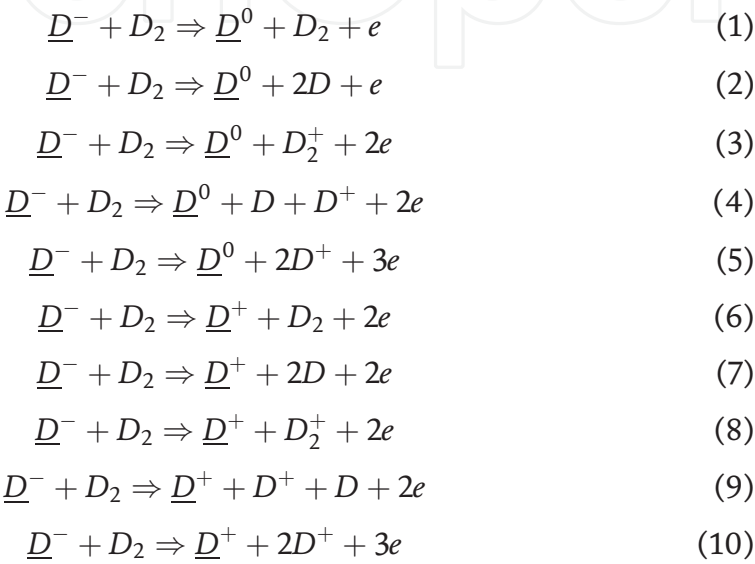 D̲⁻ + D₂ ⇒ D̲⁰ + D₂ + e (1)
D̲⁻ + D₂ ⇒ D̲⁰ + 2D + e (2)
D̲⁻ + D₂ ⇒ D̲⁰ + D₂⁺ + 2e (3)
D̲⁻ + D₂ ⇒ D̲⁰ + D + D⁺ + 2e (4)
D̲⁻ + D₂ ⇒ D̲⁰ + 2D⁺ + 3e (5)
D̲⁻ + D₂ ⇒ D̲⁺ + D₂ + 2e (6)
D̲⁻ + D₂ ⇒ D̲⁺ + 2D + 2e (7)
D̲⁻ + D₂ ⇒ D̲⁺ + D₂⁺ + 2e (8)
D̲⁻ + D₂ ⇒ D̲⁺ + D⁺ + D + 2e (9)
D̲⁻ + D₂ ⇒ D̲⁺ + 2D⁺ + 3e (10)